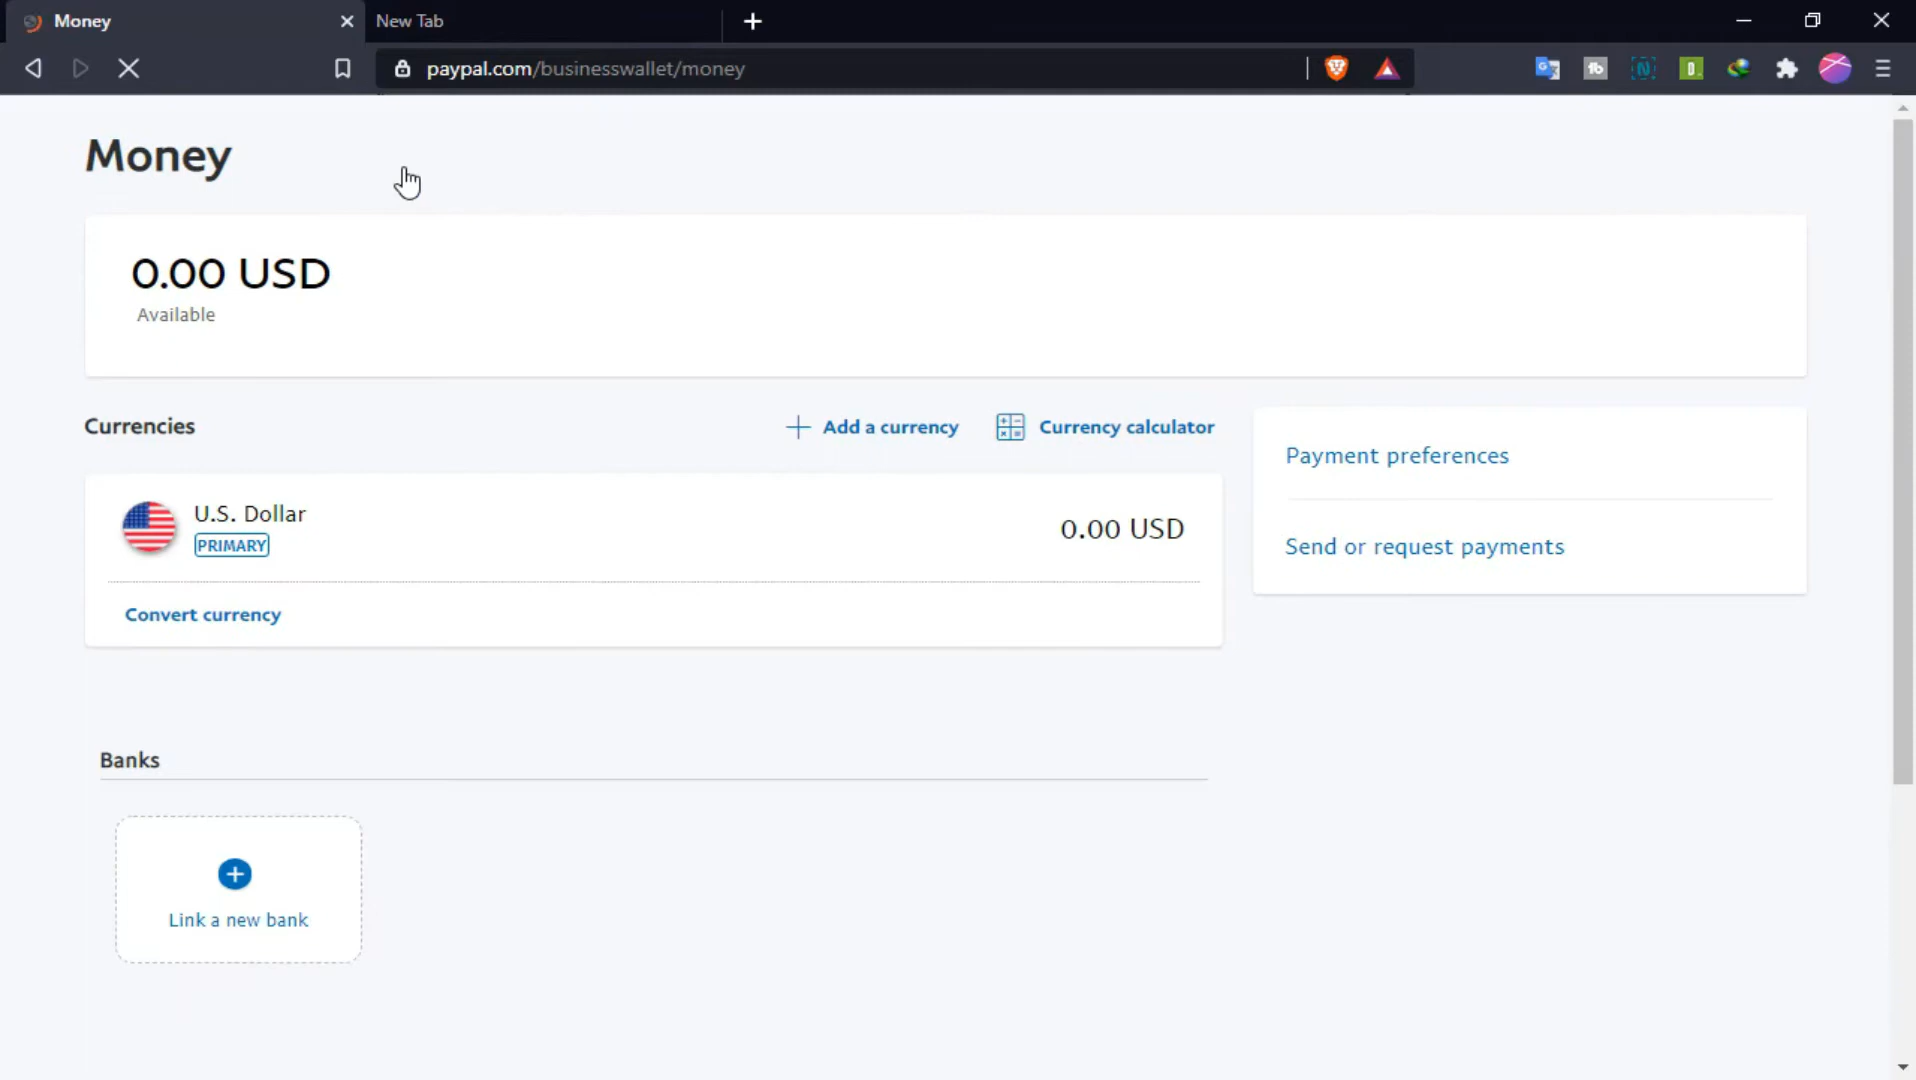 Money
New Tab
paypal.com/businesswallet/money
Money
0.00 USD
Available
Currencies
Add a currency
Currency calculator
U.S. Dollar
PRIMARY
0.00 USD
Convert currency
Payment preferences
Send or request payments
Banks
Link a new bank